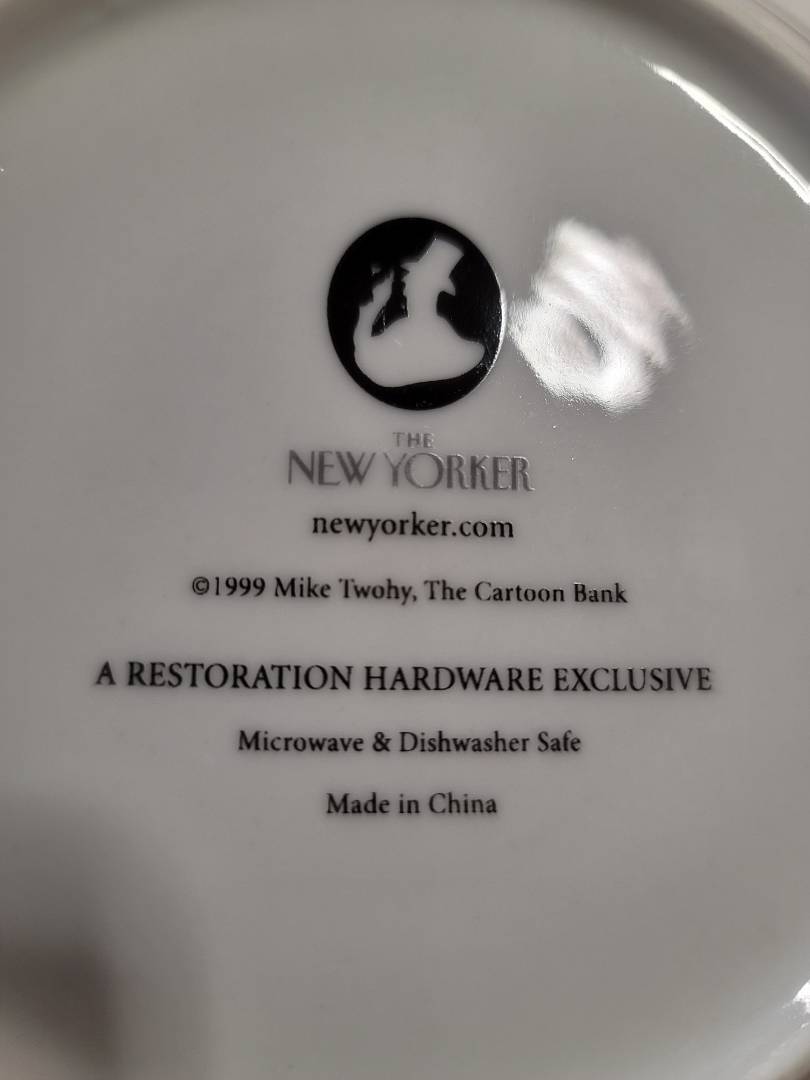 THE
NEW YORKER
newyorker.com
©1999 Mike Twohy, The Cartoon Bank
A RESTORATION HARDWARE EXCLUSIVE
Microwave & Dishwasher Safe
Made in China